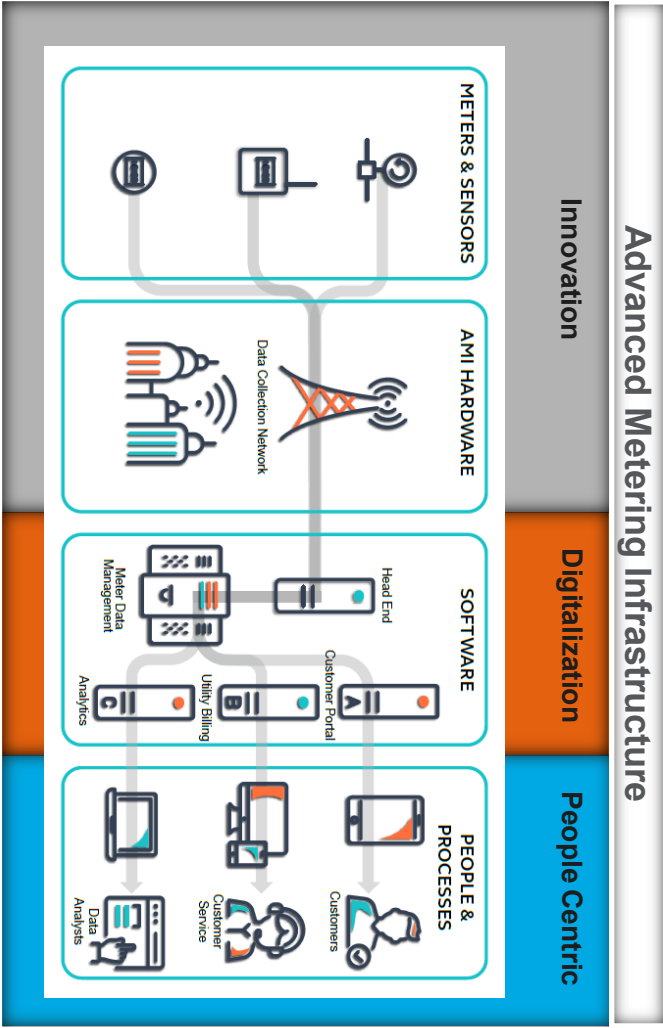 Advanced Metering Infrastructure
Innovation
Digitalization
People Centric
METERS & SENSORS
AMI HARDWARE
Data Collection Network
SOFTWARE
Head End
Meter Data
Management
D
Customer Portal
A
Utility Billing
B
Analytics
C
PEOPLE &
PROCESSES
Customers
Customer
Service
Data
Analysts